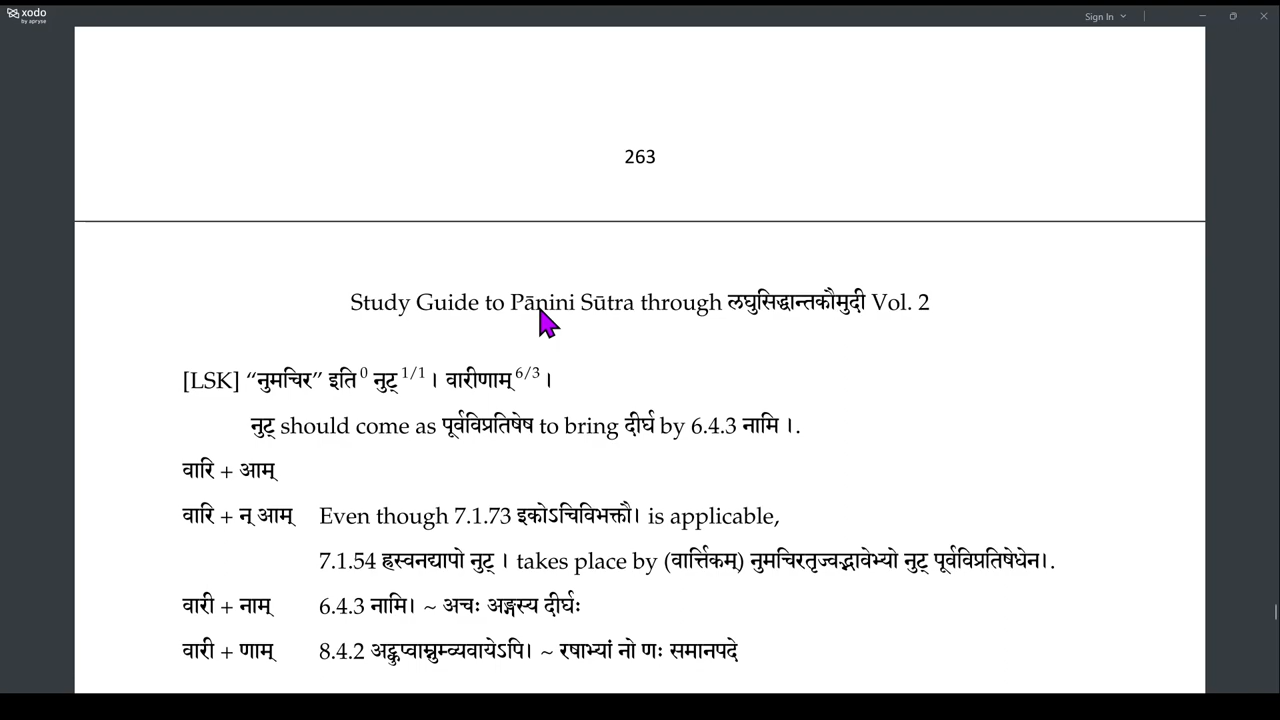 xodo
by apryse
Sign In
263
Study Guide to Pānini Sūtra through लघुसिद्धान्तकौमुदी Vol. 2
[LSK] “नुमचिर” इति 0 नुट् 1/1 । वारीणाम् 6/3 ।
नुट् should come as पूर्वविप्रतिषेष to bring दीर्घ by 6.4.3 नामि ।.
वारि + आम्
वारि + न् आम् Even though 7.1.73 इकोऽचिविभक्तौ। is applicable,
7.1.54 ह्रस्वनद्यापो नुट् । takes place by (वार्त्तिकम्) नुमचिरतृज्वद्भावेभ्यो नुट् पूर्वविप्रतिषेधेन।.
वारी + नाम् 6.4.3 नामि। ~ अचः अङ्गस्य दीर्घः
वारी + णाम् 8.4.2 अट्कुप्वाम्नुम्व्यवायेऽपि। ~ रषाभ्यां नो णः समानपदे